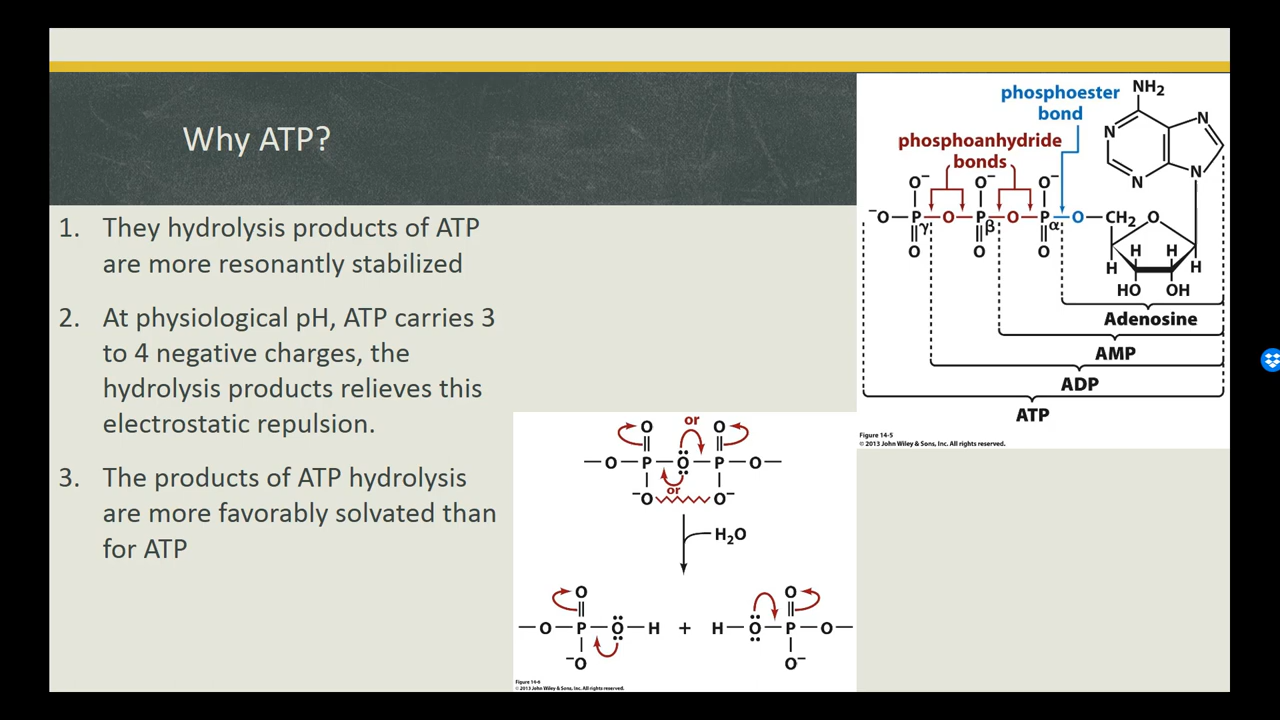 Why ATP?
1. They hydrolysis products of ATP
are more resonantly stabilized
2. At physiological pH, ATP carries 3
to 4 negative charges, the
hydrolysis products relieves this
electrostatic repulsion.
3. The products of ATP hydrolysis
are more favorably solvated than
for ATP
phosphoester
bond
phosphoanhydride
bonds
NH₂
N N
N N
O⁻ O⁻ O⁻
⁻O—P—O—P—O—P—O—CH₂ O
γ β α
O O O
H H H H
HO OH
Adenosine
AMP
ADP
ATP
Figure 14-5
© 2013 John Wiley & Sons, Inc. All rights reserved.
or
O O
—O—P—O—P—O—
or
⁻O O⁻
H₂O
O O
—O—P—O—H + H—O—P—O—
⁻O O⁻
Figure 14-6
© 2013 John Wiley & Sons, Inc. All rights reserved.